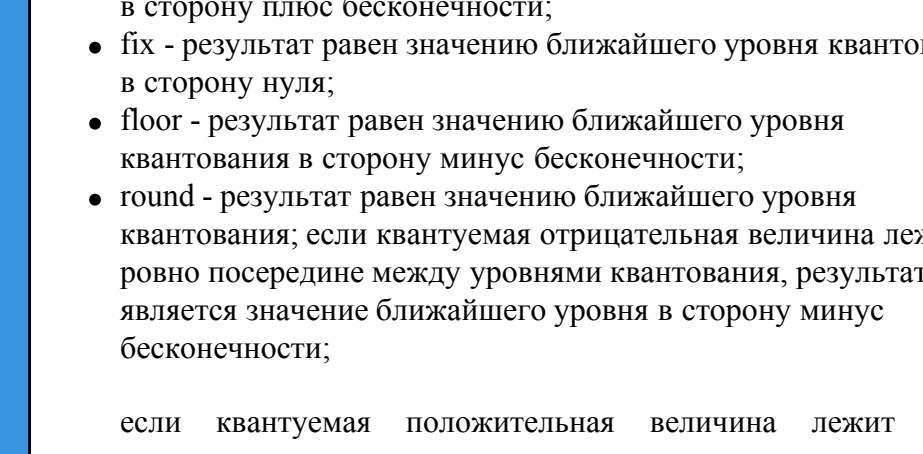 в сторону плюс бесконечности;
• fix - результат равен значению ближайшего уровня
в сторону нуля;
• floor - результат равен значению ближайшего уровня
квантования в сторону минус бесконечности;
• round - результат равен значению ближайшего уровня
квантования; если квантуемая отрицательная величина
ровно посередине между уровнями квантования, результат
является значение ближайшего уровня в сторону минус
бесконечности;
если квантуемая положительная величина лежит